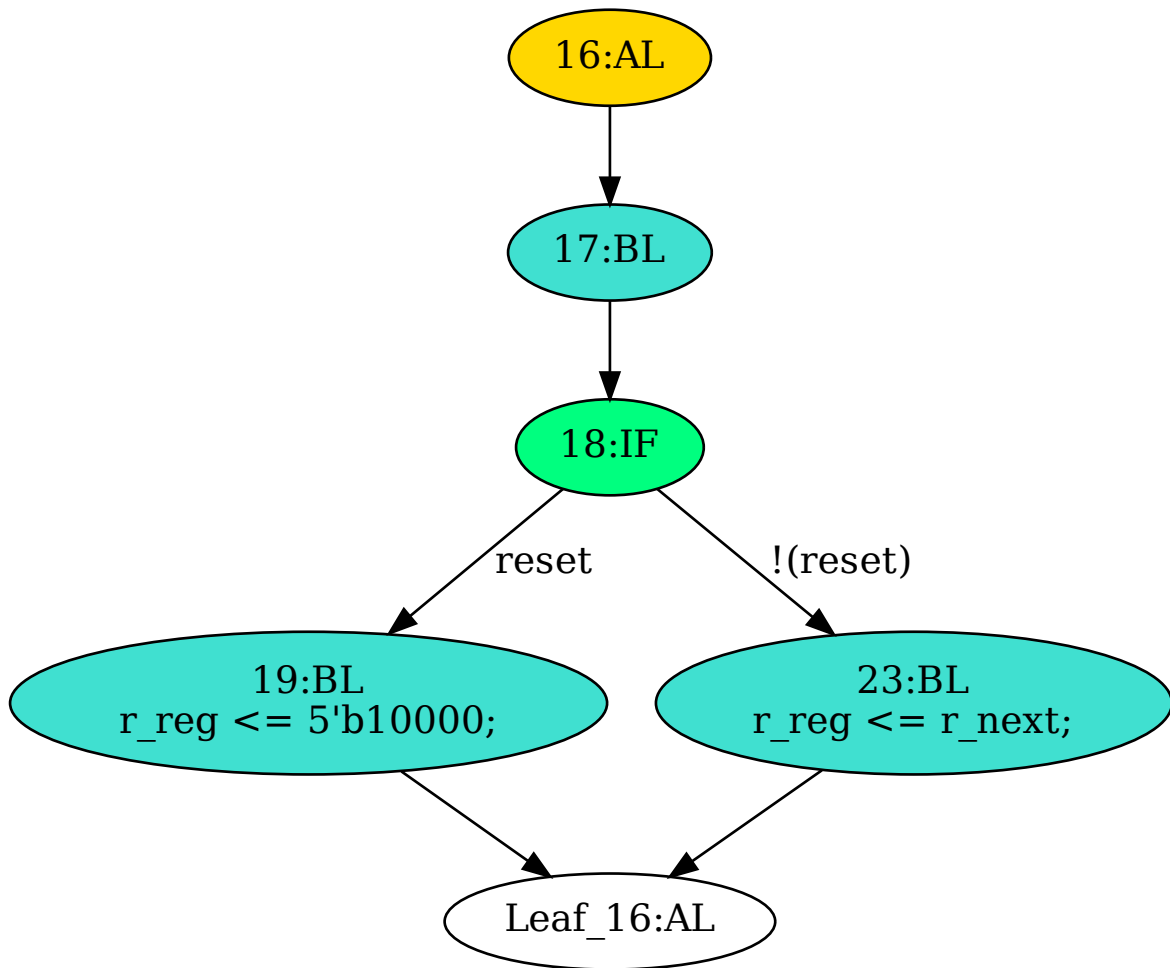 16:AL
17:BL
18:IF
reset
!(reset)
19:BL
r_reg <= 5'b10000;
23:BL
r_reg <= r_next;
Leaf_16:AL